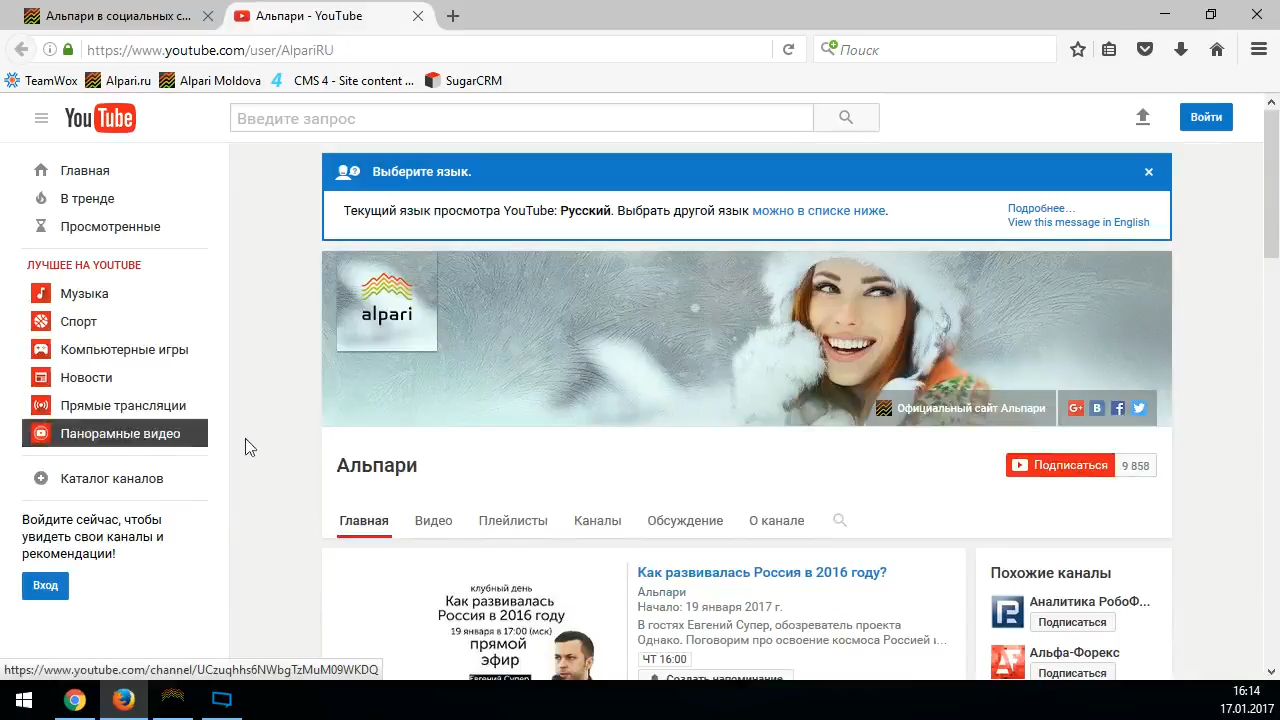 Альпари в социальных с...
Альпари - YouTube
https://www.youtube.com/user/AlpariRU
Поиск
TeamWox
Alpari.ru
Alpari Moldova
CMS 4 - Site content ...
SugarCRM
YouTube
Введите запрос
Войти
Главная
В тренде
Просмотренные
ЛУЧШЕЕ НА YOUTUBE
Музыка
Спорт
Компьютерные игры
Новости
Прямые трансляции
Панорамные видео
Каталог каналов
Войдите сейчас, чтобы
увидеть свои каналы и
рекомендации!
Вход
Выберите язык.
Текущий язык просмотра YouTube: Русский. Выбрать другой язык можно в списке ниже.
Подробнее...
View this message in English
alpari
Официальный сайт Альпари
Альпари
Подписаться 9 858
Главная
Видео
Плейлисты
Каналы
Обсуждение
О канале
клубный день
Как развивалась
Россия в 2016 году
19 января в 17:00 (мск)
прямой
эфир
Евгений Супер,
Как развивалась Россия в 2016 году?
Альпари
Начало: 19 января 2017 г.
В гостях Евгений Супер, обозреватель проекта
Однако. Поговорим про освоение космоса Россией и...
ЧТ 16:00
Создать напоминание
Похожие каналы
Аналитика РобоФ...
Подписаться
Альфа-Форекс
Подписаться
https://www.youtube.com/channel/UCzuqhhs6NWbgTzMuM09WKDQ
16:14
17.01.2017